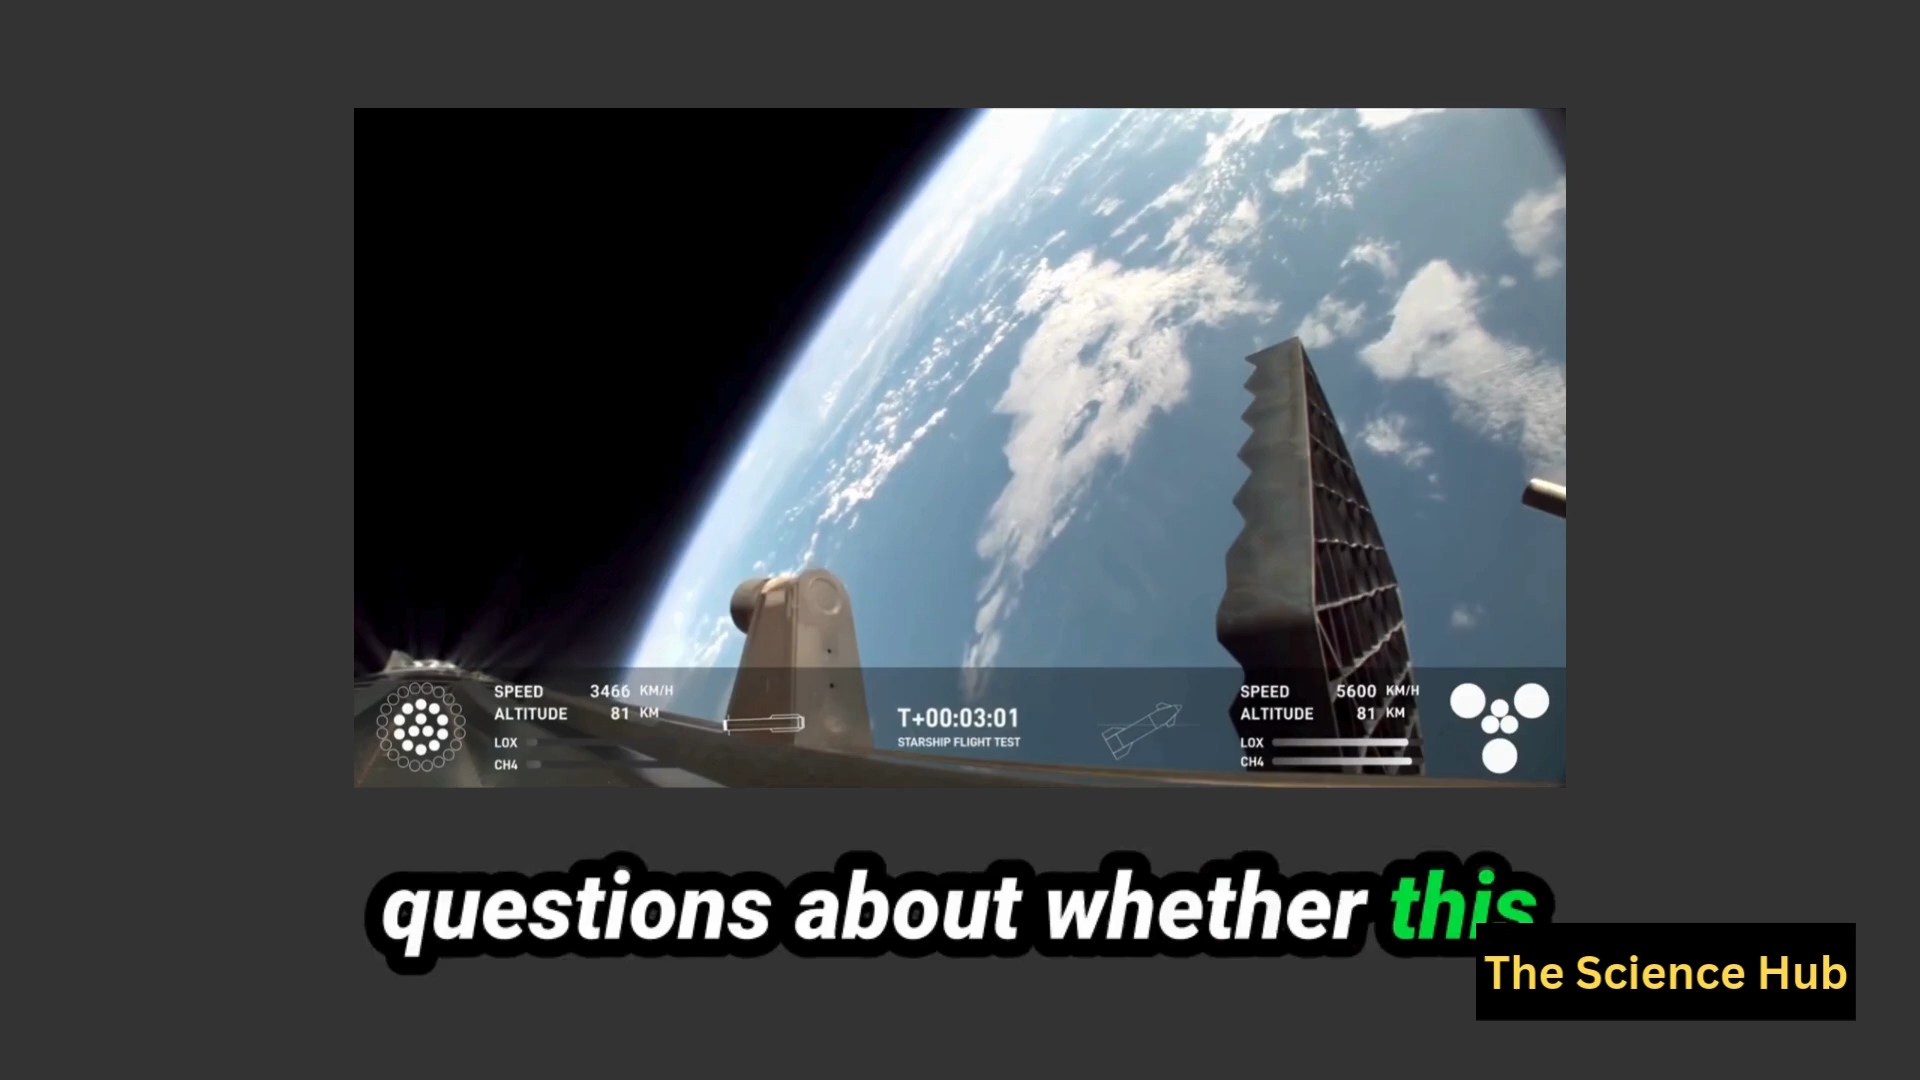 SPEED 3466 KM/H
ALTITUDE 81 KM
LOX
CH4
T+00:03:01
STARSHIP FLIGHT TEST
SPEED 5600 KM/H
ALTITUDE 81 KM
LOX
CH4
questions about whether this
The Science Hub